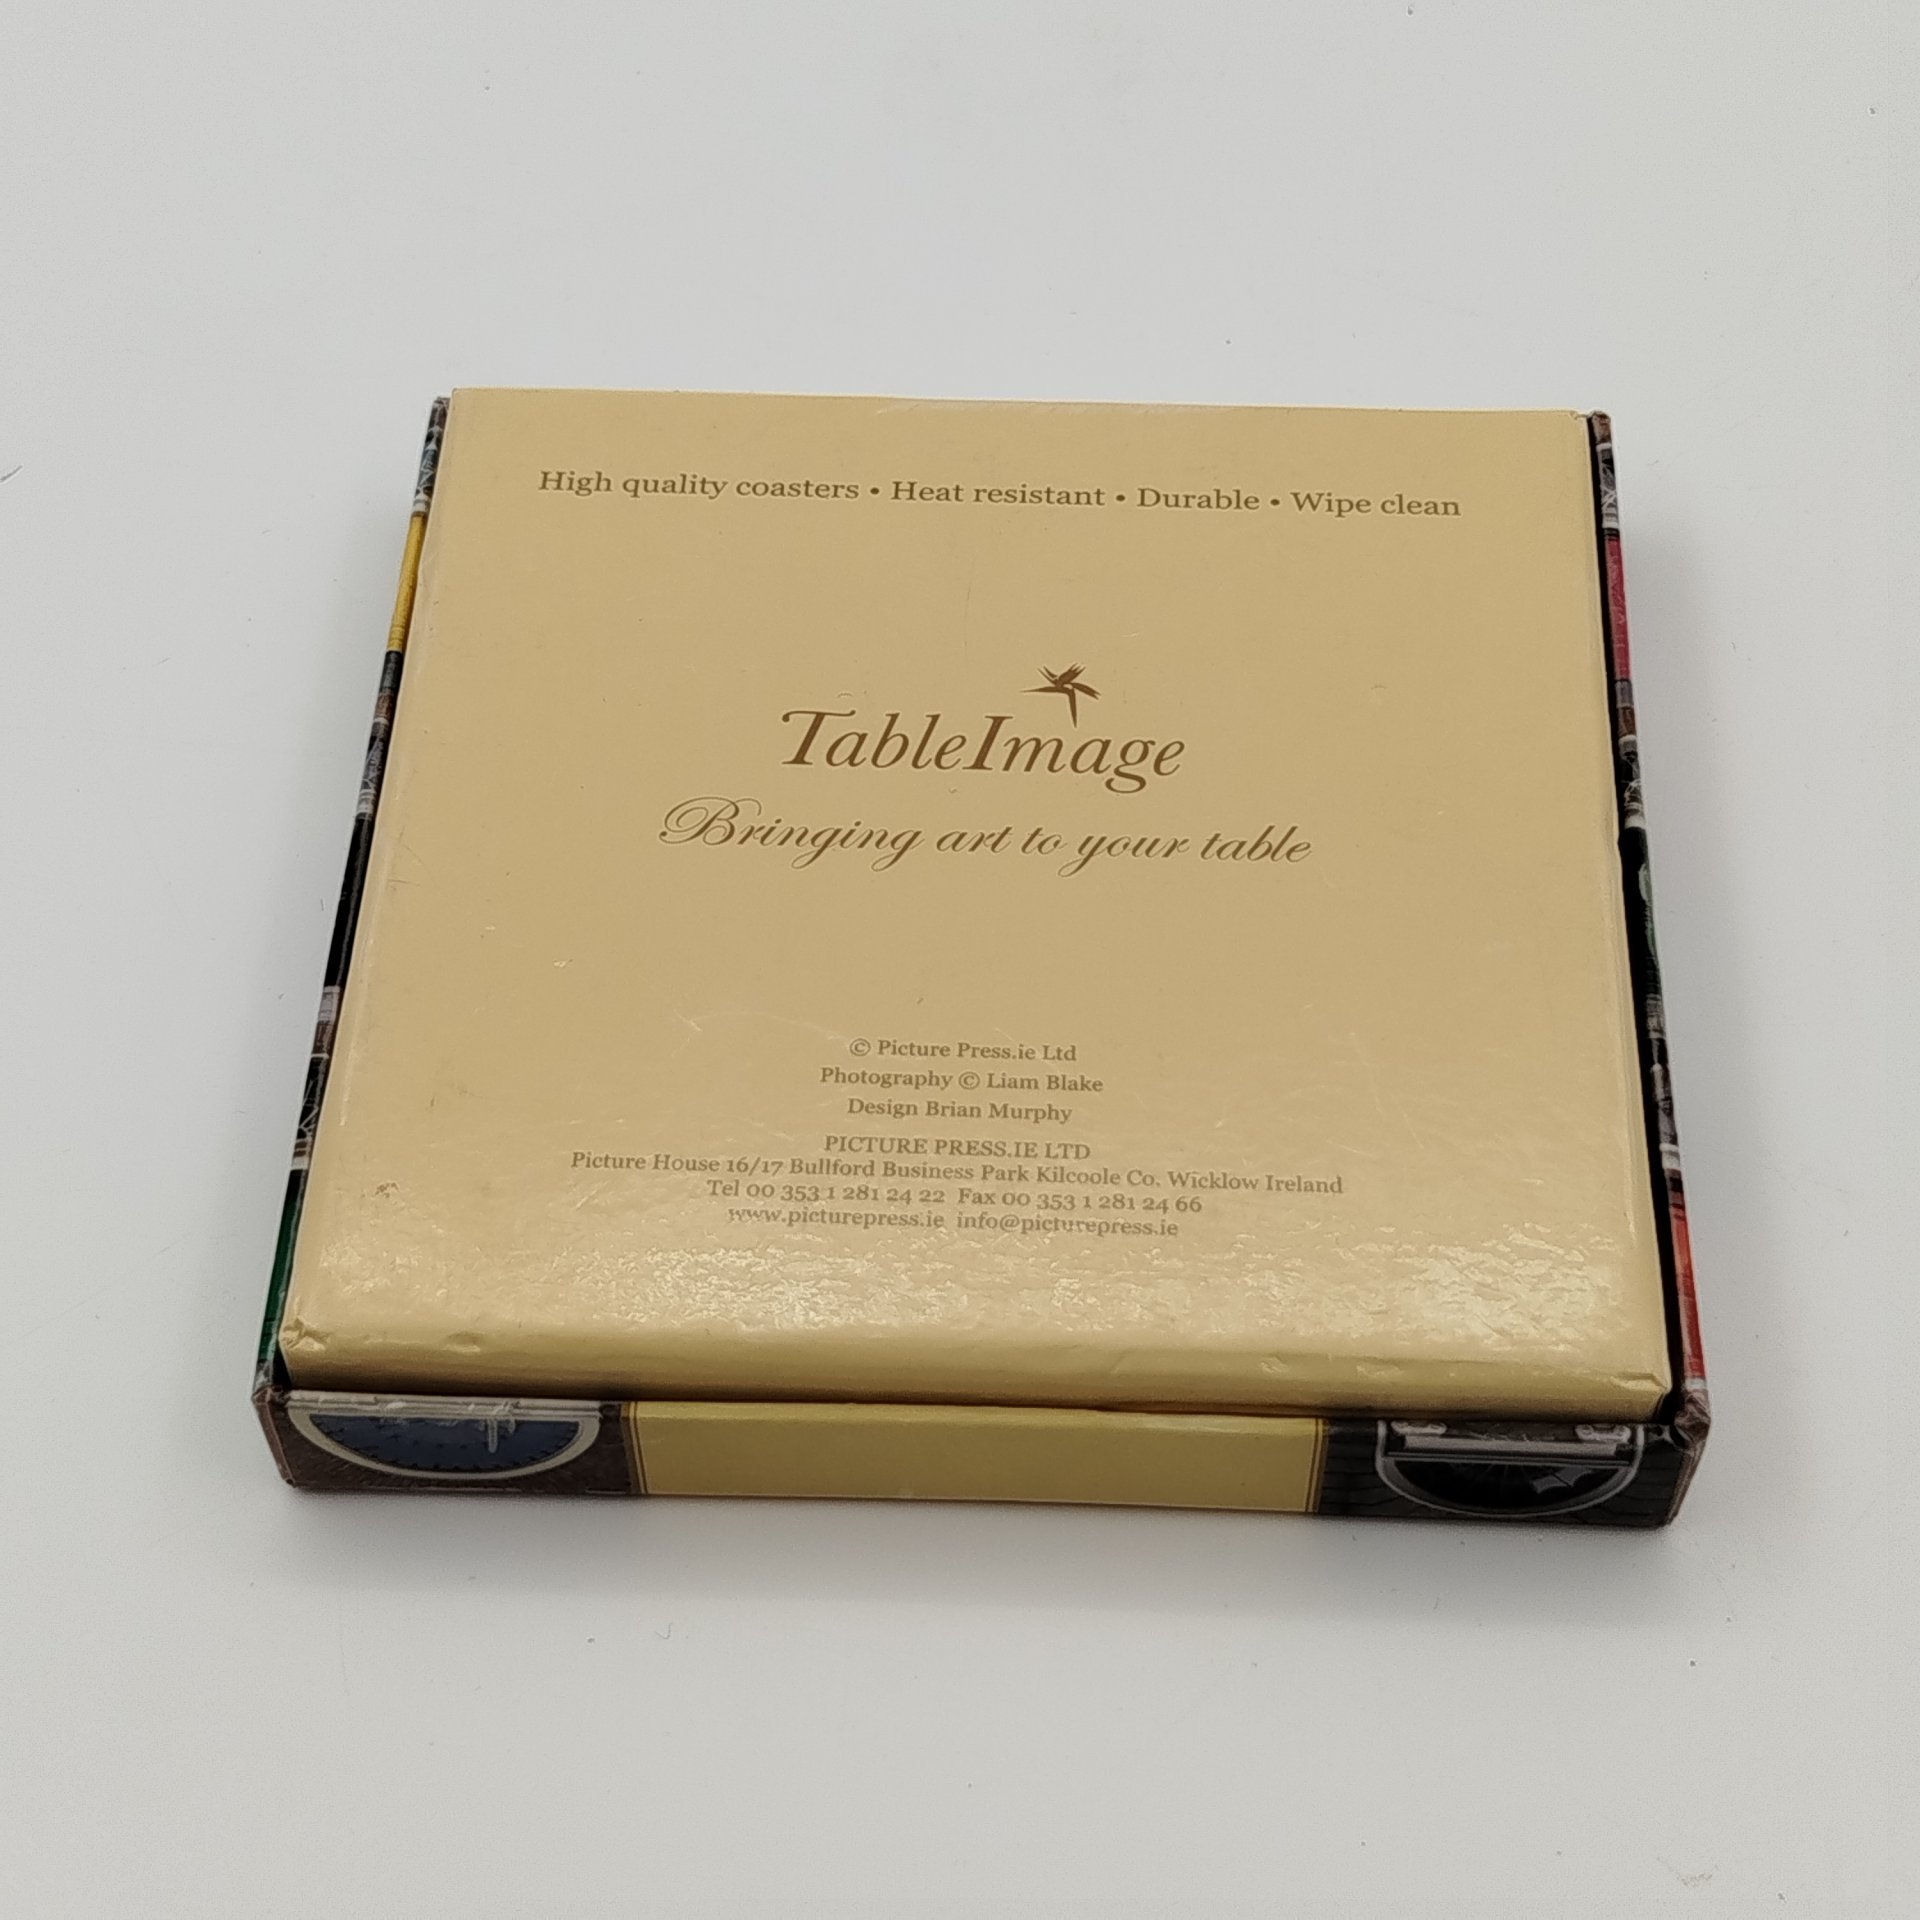 High quality coasters • Heat resistant • Durable • Wipe clean
TableImage
Bringing art to your table
© Picture Press.ie Ltd
Photography © Liam Blake
Design Brian Murphy
PICTURE PRESS.IE LTD
Picture House 16/17 Bullford Business Park Kilcoole Co. Wicklow Ireland
Tel 00 353 1 281 24 22 Fax 00 353 1 281 24 66
www.picturepress.ie info@picturepress.ie